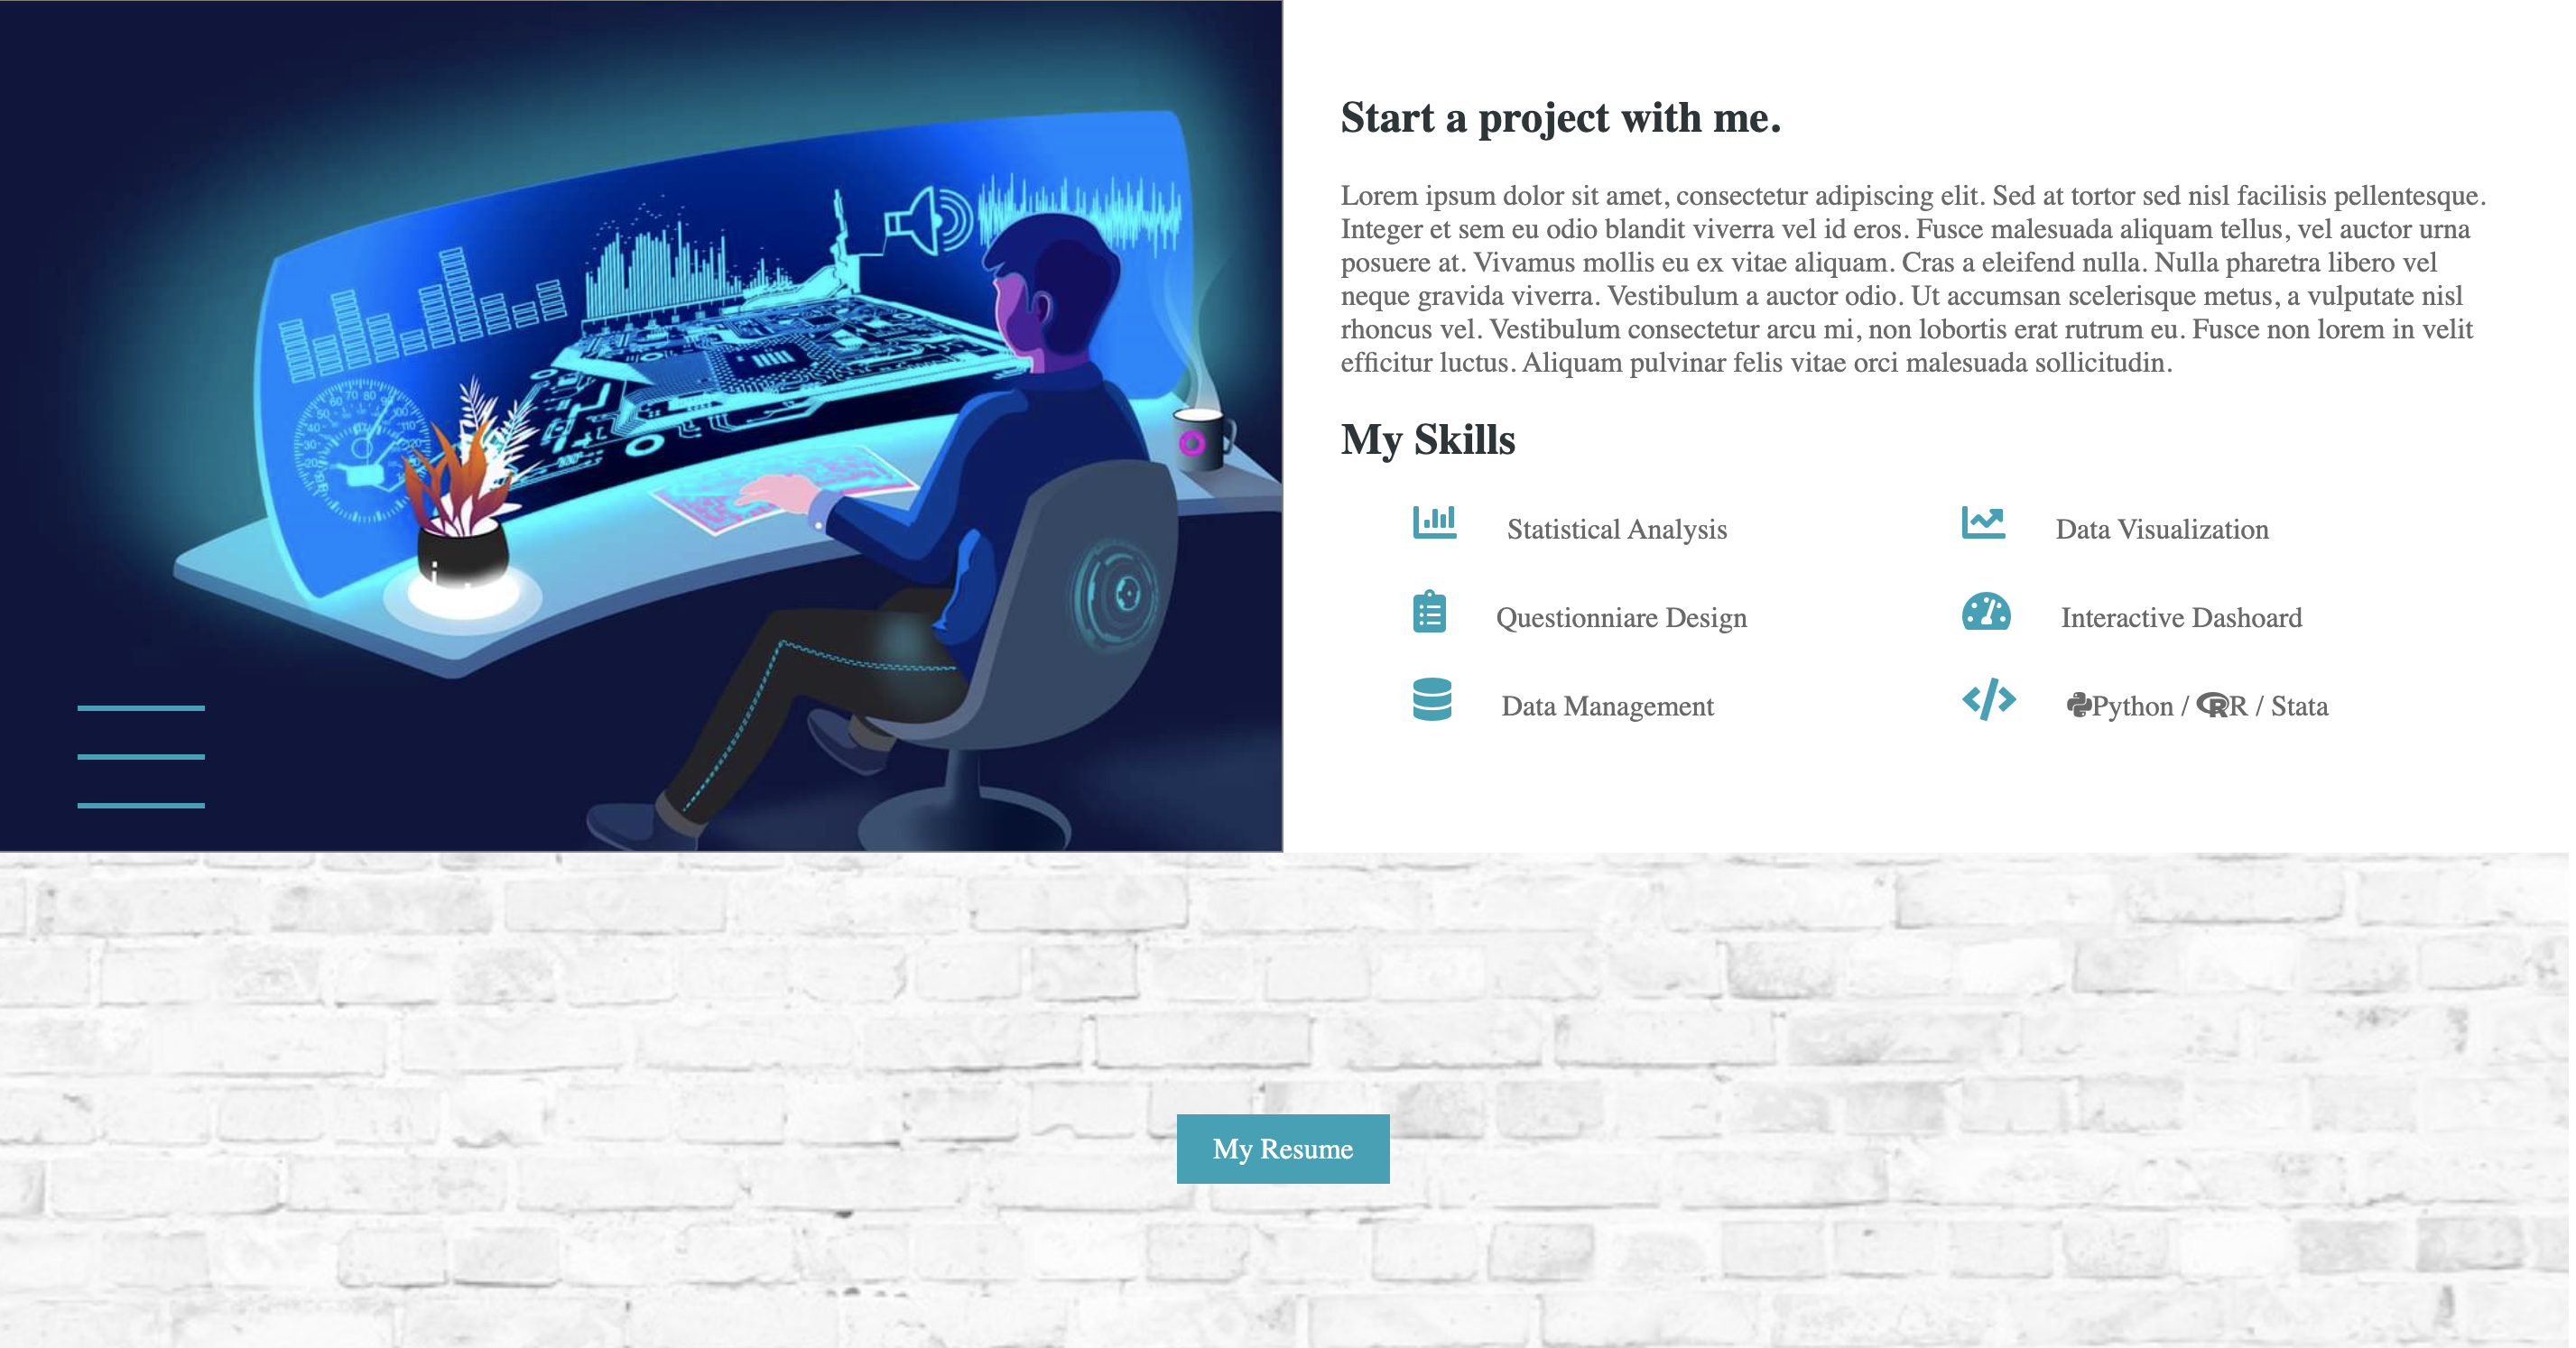 Start a project with me.
Lorem ipsum dolor sit amet, consectetur adipiscing elit. Sed at tortor sed nisl facilisis pellentesque.
Integer et sem eu odio blandit viverra vel id eros. Fusce malesuada aliquam tellus, vel auctor urna
posuere at. Vivamus mollis eu ex vitae aliquam. Cras a eleifend nulla. Nulla pharetra libero vel
neque gravida viverra. Vestibulum a auctor odio. Ut accumsan scelerisque metus, a vulputate nisl
rhoncus vel. Vestibulum consectetur arcu mi, non lobortis erat rutrum eu. Fusce non lorem in velit
efficitur luctus. Aliquam pulvinar felis vitae orci malesuada sollicitudin.
My Skills
Statistical Analysis
Data Visualization
Questionniare Design
Interactive Dashoard
Data Management
Python / R / Stata
My Resume